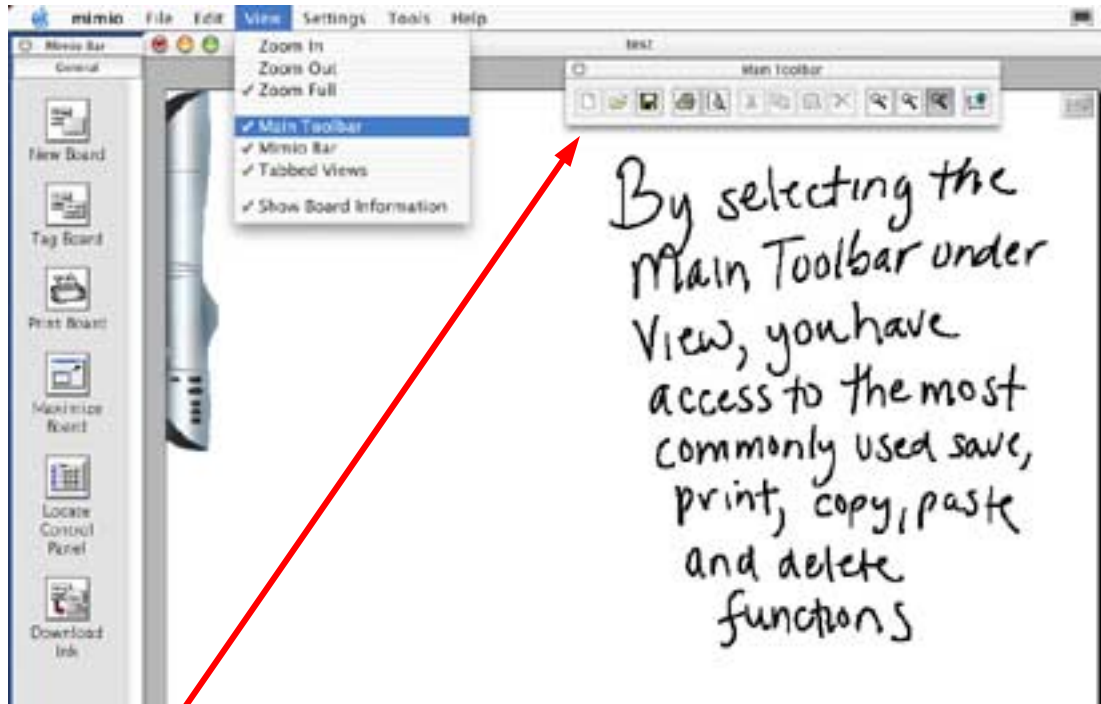 mimio File Edit View Settings Tools Help
Mimio Bar
General
New Board
Tag Board
Print Board
Maximize
Board
Locate
Control
Panel
Download
Ink
Zoom In
Zoom Out
✓ Zoom Full
✓ Main Toolbar
✓ Mimio Bar
✓ Tabbed Views
✓ Show Board Information
test
Main Toolbar
By selecting the
Main Toolbar under
View, you have
access to the most
commonly used save,
print, copy, paste
and delete
functions